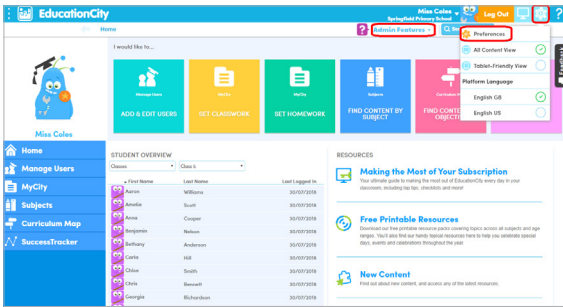 EducationCity
Miss Coles
Springfield Primary School
Log Out
Home
Admin Features
Preferences
All Content View
Tablet-Friendly View
Platform Language
English GB
English US
I would like to...
Manage Users
ADD & EDIT USERS
MyCity
SET CLASSWORK
MyCity
SET HOMEWORK
Subjects
FIND CONTENT BY
SUBJECT
FIND CONTE
OBJECTI
Miss Coles
Home
Manage Users
MyCity
Subjects
Curriculum Map
SuccessTracker
STUDENT OVERVIEW
Classes
Class 5
First Name Last Name Last Logged In
Aaron Williams 30/07/2018
Amelia Scott 30/07/2018
Anna Cooper 30/07/2018
Benjamin Nelson 30/07/2018
Bethany Anderson 30/07/2018
Carla Hill 30/07/2018
Chloe Smith 30/07/2018
Chris Bennett 30/07/2018
Georgia Richardson 30/07/2018
RESOURCES
Making the Most of Your Subscription
Your ultimate guide to making the most out of EducationCity every day in your
classroom, including top tips, checklists and more!
Free Printable Resources
Download our free printable resource packs covering topics across all subjects and age
ranges. You'll also find our handy topical resources here to help you celebrate special
days, events and celebrations throughout the year.
New Content
Find out about new content, and access any of the latest resources.